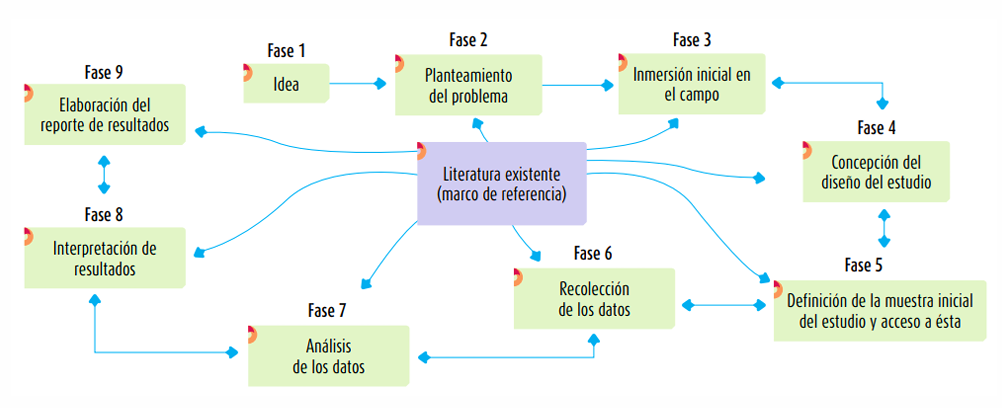 Fase 1
Idea
Fase 2
Planteamiento
del problema
Fase 3
Inmersión inicial en
el campo
Fase 4
Concepción del
diseño del estudio
Fase 5
Definición de la muestra inicial
del estudio y acceso a ésta
Fase 6
Recolección
de los datos
Fase 7
Análisis
de los datos
Fase 8
Interpretación de
resultados
Fase 9
Elaboración del
reporte de resultados
Literatura existente
(marco de referencia)